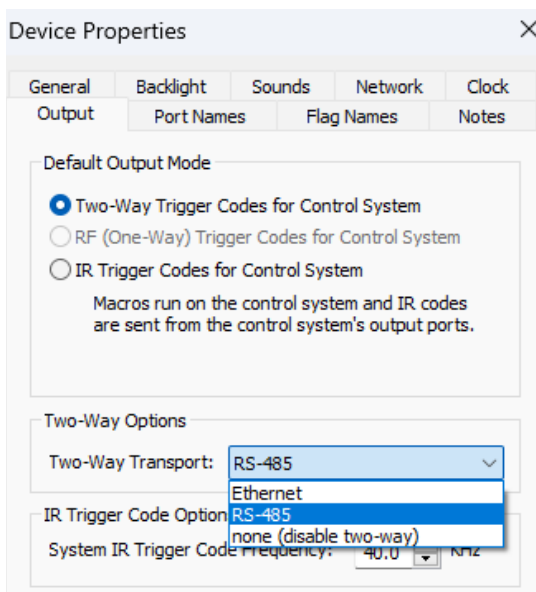 Device Properties
General Backlight Sounds Network Clock
Output Port Names Flag Names Notes
Default Output Mode
Two-Way Trigger Codes for Control System
RF (One-Way) Trigger Codes for Control System
IR Trigger Codes for Control System
Macros run on the control system and IR codes
are sent from the control system's output ports.
Two-Way Options
Two-Way Transport: RS-485
Ethernet
IR Trigger Code Option RS-485
none (disable two-way)
System IR Trigger Code Frequency: 40.0 KHz